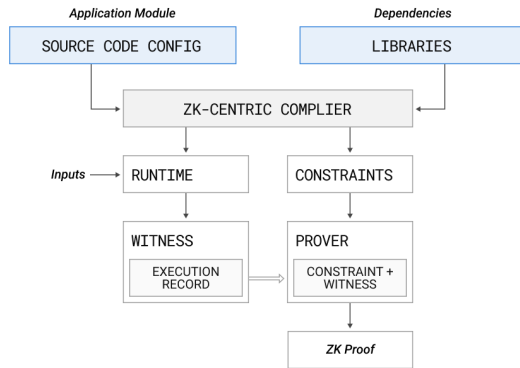 Application Module
Dependencies
SOURCE CODE CONFIG
LIBRARIES
ZK-CENTRIC COMPLIER
Inputs
RUNTIME
CONSTRAINTS
WITNESS
PROVER
EXECUTION
RECORD
CONSTRAINT +
WITNESS
ZK Proof